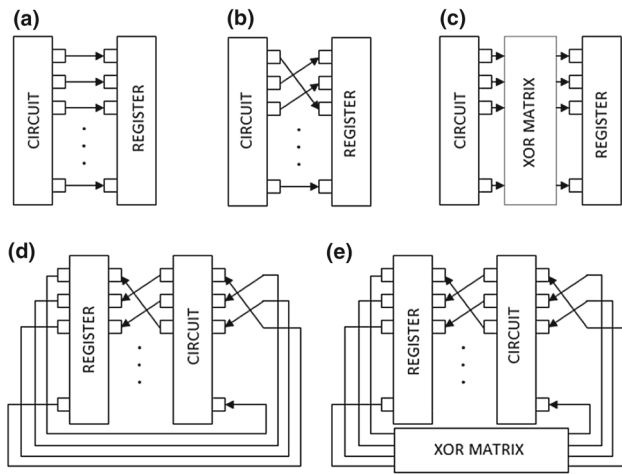 (a)
CIRCUIT
REGISTER
(b)
CIRCUIT
REGISTER
(c)
CIRCUIT
XOR MATRIX
REGISTER
(d)
REGISTER
CIRCUIT
(e)
REGISTER
CIRCUIT
XOR MATRIX